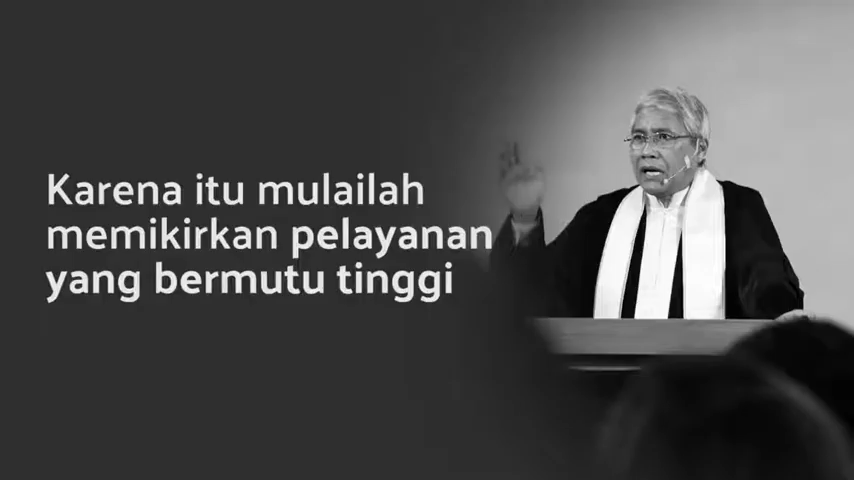 Karena itu mulailah
memikirkan pelayanan
yang bermutu tinggi